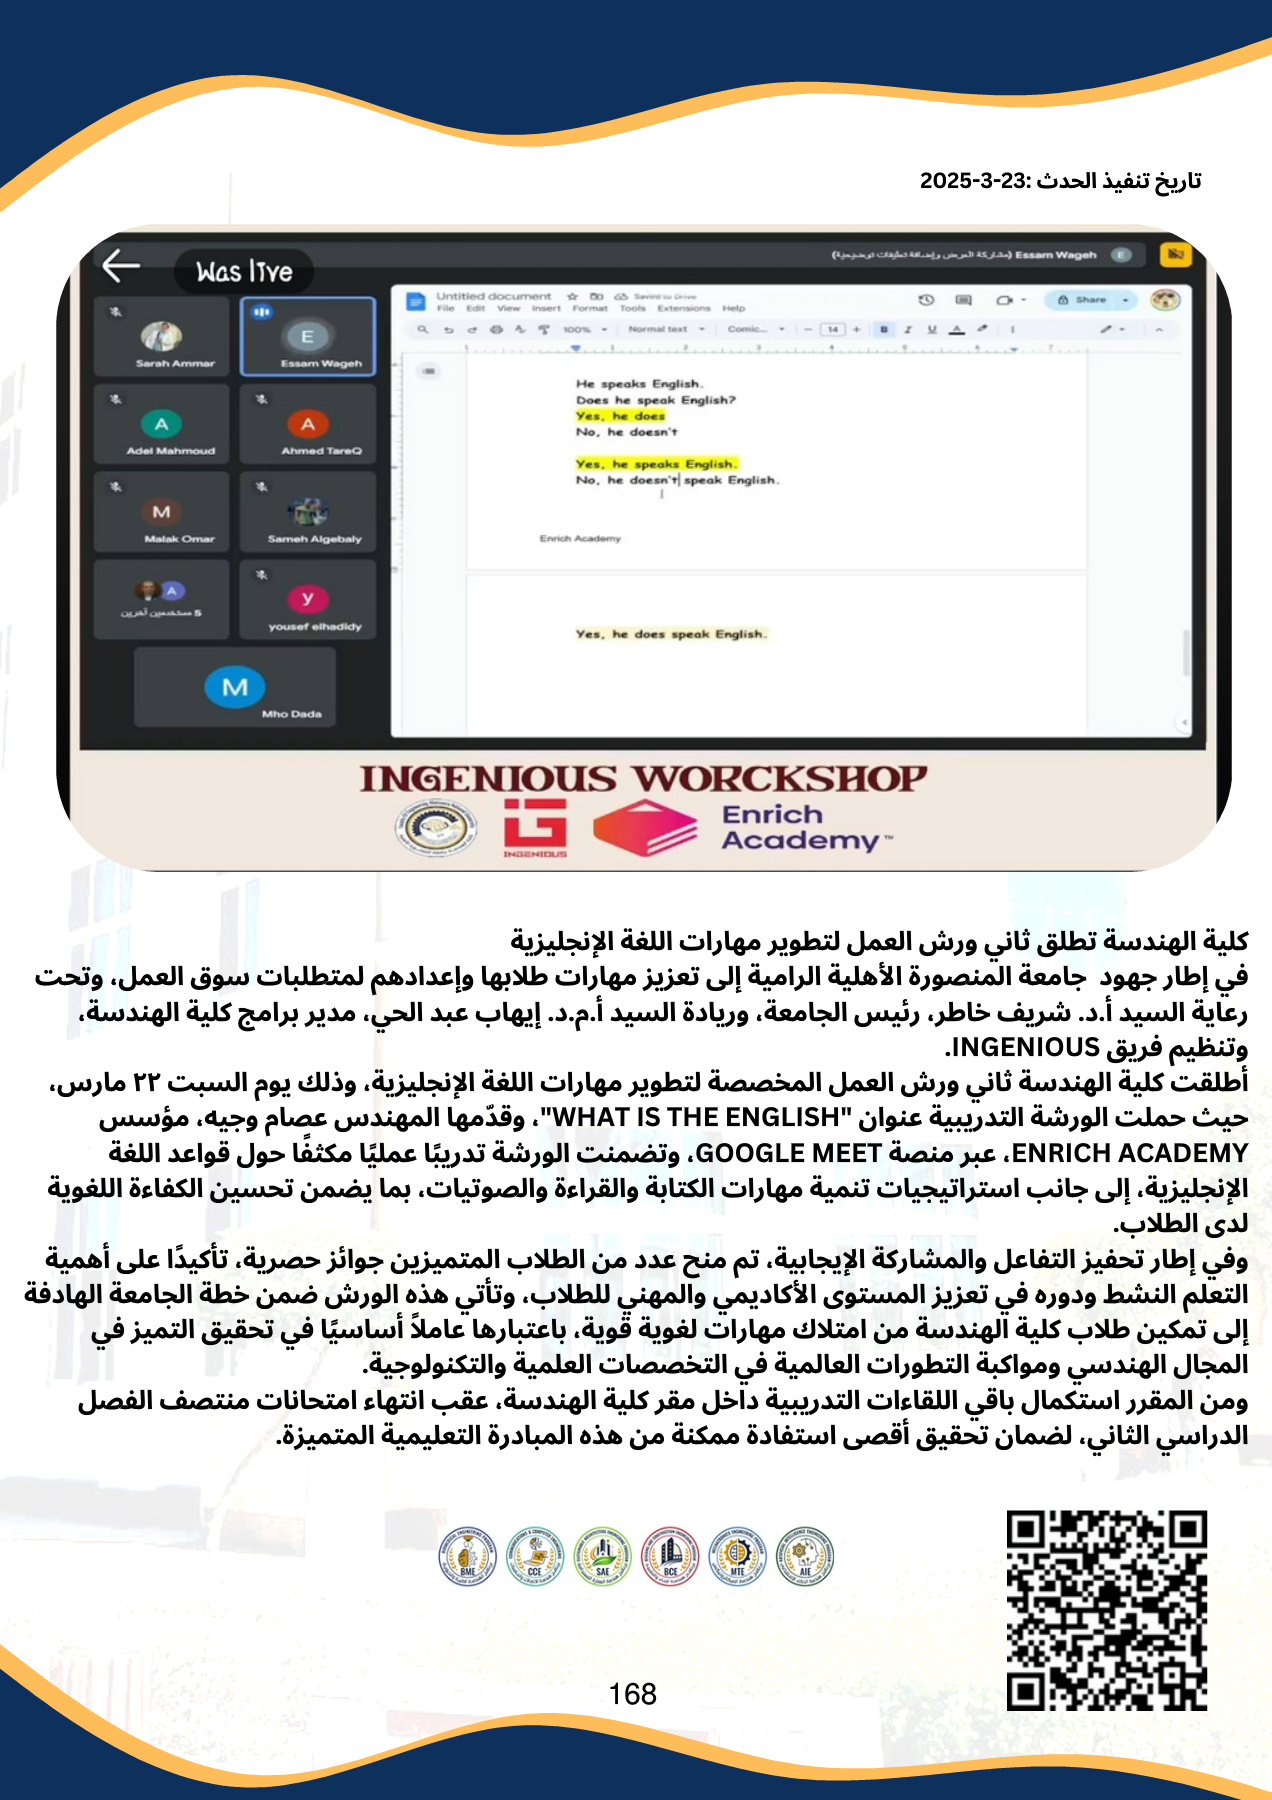 تاريخ تنفيذ الحدث :23-3-2025
Was live
Essam Wageh (مشاركة العرض وإضافة تعليقات توضيحية)
E
Sarah Ammar
E
Essam Wageh
A
Adel Mahmoud
A
Ahmed TareQ
M
Malak Omar
Sameh Algebaly
A
5 مستخدمين آخرين
y
yousef elhadidy
M
Mho Dada
Untitled document
Saved to Drive
File Edit View Insert Format Tools Extensions Help
Share
100% Normal text Comic... 14 B I U A
He speaks English.
Does he speak English?
Yes, he does
No, he doesn't
Yes, he speaks English.
No, he doesn't speak English.
Enrich Academy
Yes, he does speak English.
INGENIOUS WORCKSHOP
INGENIOUS
Enrich
Academy™
كلية الهندسة تطلق ثاني ورش العمل لتطوير مهارات اللغة الإنجليزية
في إطار جهود جامعة المنصورة الأهلية الرامية إلى تعزيز مهارات طلابها وإعدادهم لمتطلبات سوق العمل، وتحت
رعاية السيد أ.د. شريف خاطر، رئيس الجامعة، وريادة السيد أ.م.د. إيهاب عبد الحي، مدير برامج كلية الهندسة،
وتنظيم فريق INGENIOUS.
أطلقت كلية الهندسة ثاني ورش العمل المخصصة لتطوير مهارات اللغة الإنجليزية، وذلك يوم السبت ٢٢ مارس،
حيث حملت الورشة التدريبية عنوان "WHAT IS THE ENGLISH"، وقدّمها المهندس عصام وجيه، مؤسس
ENRICH ACADEMY، عبر منصة GOOGLE MEET، وتضمنت الورشة تدريبًا عمليًا مكثفًا حول قواعد اللغة
الإنجليزية، إلى جانب استراتيجيات تنمية مهارات الكتابة والقراءة والصوتيات، بما يضمن تحسين الكفاءة اللغوية
لدى الطلاب.
وفي إطار تحفيز التفاعل والمشاركة الإيجابية، تم منح عدد من الطلاب المتميزين جوائز حصرية، تأكيدًا على أهمية
التعلم النشط ودوره في تعزيز المستوى الأكاديمي والمهني للطلاب، وتأتي هذه الورش ضمن خطة الجامعة الهادفة
إلى تمكين طلاب كلية الهندسة من امتلاك مهارات لغوية قوية، باعتبارها عاملاً أساسيًا في تحقيق التميز في
المجال الهندسي ومواكبة التطورات العالمية في التخصصات العلمية والتكنولوجية.
ومن المقرر استكمال باقي اللقاءات التدريبية داخل مقر كلية الهندسة، عقب انتهاء امتحانات منتصف الفصل
الدراسي الثاني، لضمان تحقيق أقصى استفادة ممكنة من هذه المبادرة التعليمية المتميزة.
BME CCE SAE BCE MTE AIE
168